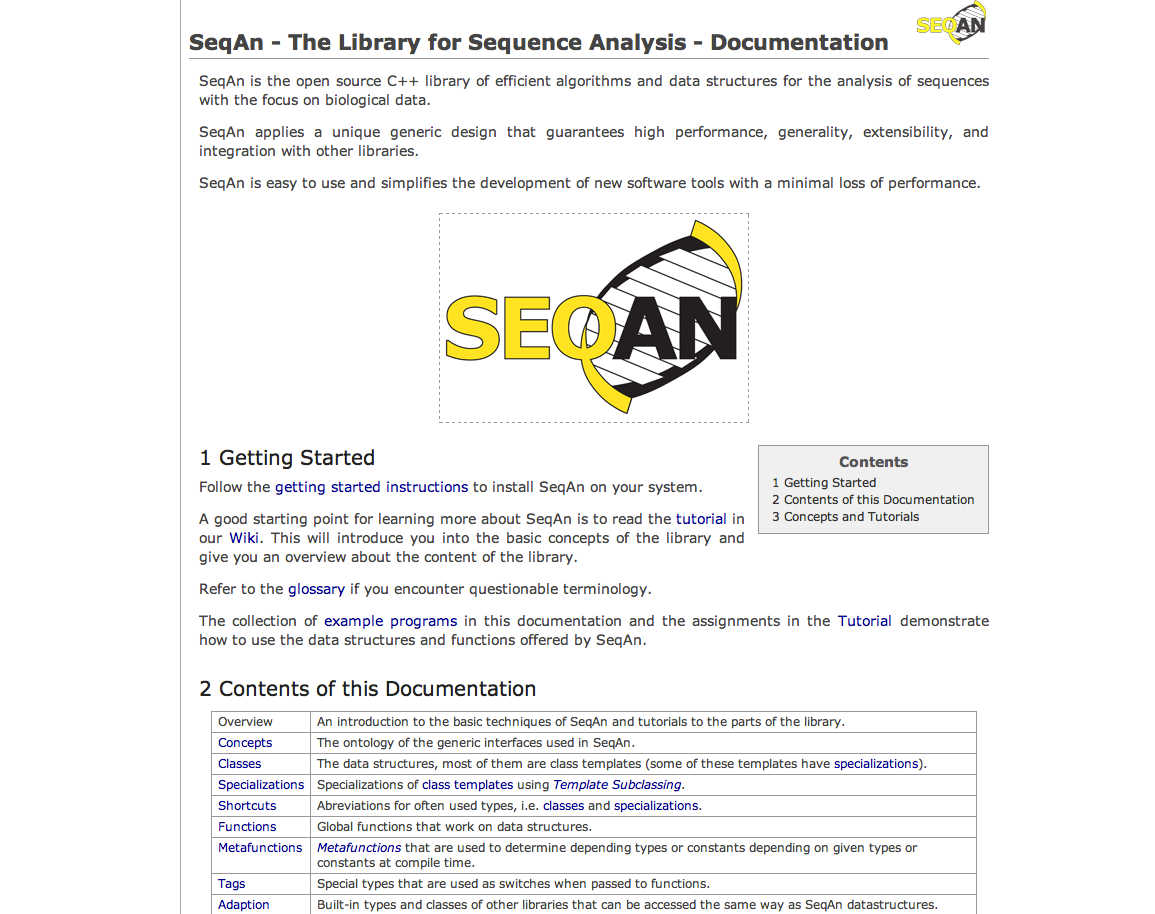 SEQAN
SeqAn - The Library for Sequence Analysis - Documentation
SeqAn is the open source C++ library of efficient algorithms and data structures for the analysis of sequences
with the focus on biological data.
SeqAn applies a unique generic design that guarantees high performance, generality, extensibility, and
integration with other libraries.
SeqAn is easy to use and simplifies the development of new software tools with a minimal loss of performance.
SEQAN
1 Getting Started
Follow the getting started instructions to install SeqAn on your system.
A good starting point for learning more about SeqAn is to read the tutorial in
our Wiki. This will introduce you into the basic concepts of the library and
give you an overview about the content of the library.
Contents
1 Getting Started
2 Contents of this Documentation
3 Concepts and Tutorials
Refer to the glossary if you encounter questionable terminology.
The collection of example programs in this documentation and the assignments in the Tutorial demonstrate
how to use the data structures and functions offered by SeqAn.
2 Contents of this Documentation
Overview An introduction to the basic techniques of SeqAn and tutorials to the parts of the library.
Concepts The ontology of the generic interfaces used in SeqAn.
Classes The data structures, most of them are class templates (some of these templates have specializations).
Specializations Specializations of class templates using Template Subclassing.
Shortcuts Abreviations for often used types, i.e. classes and specializations.
Functions Global functions that work on data structures.
Metafunctions Metafunctions that are used to determine depending types or constants depending on given types or
constants at compile time.
Tags Special types that are used as switches when passed to functions.
Adaption Built-in types and classes of other libraries that can be accessed the same way as SeqAn datastructures.